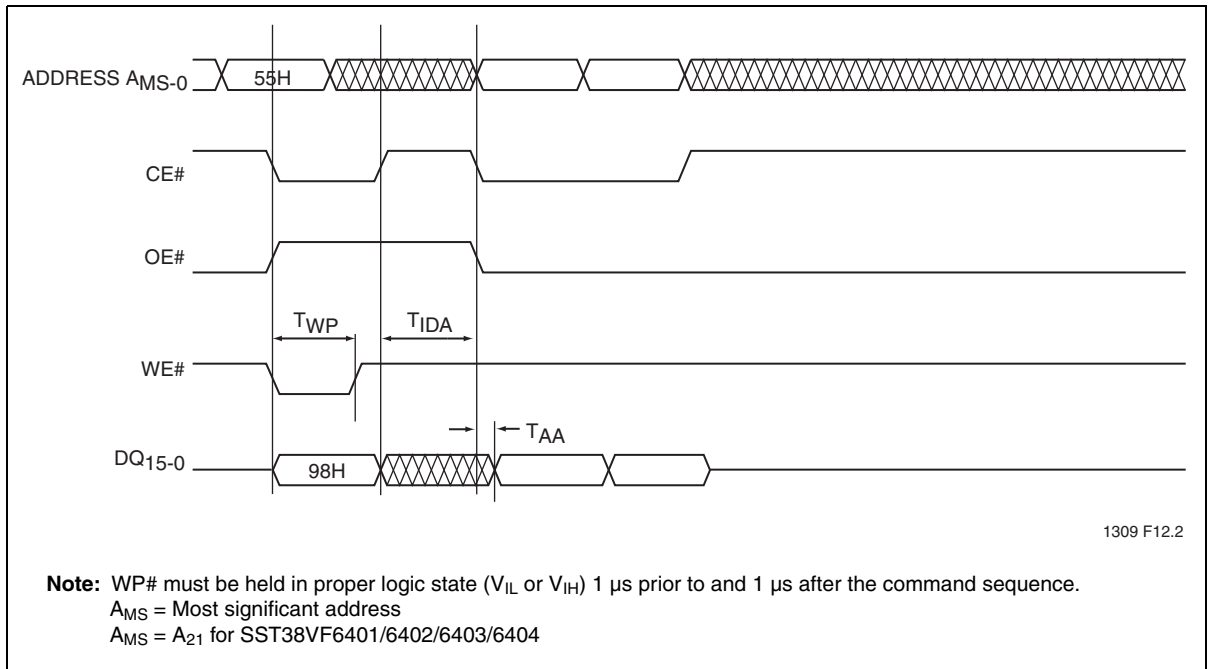 ADDRESS AMS-0
55H
CE#
OE#
TWP
TIDA
WE#
TAA
DQ15-0
98H
1309 F12.2
Note: WP# must be held in proper logic state (VIL or VIH) 1 µs prior to and 1 µs after the command sequence.
AMS = Most significant address
AMS = A21 for SST38VF6401/6402/6403/6404